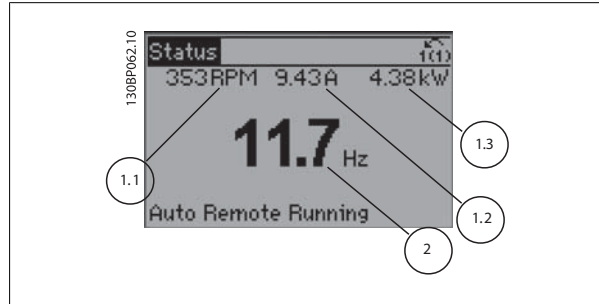 130BP062.10
Status 1(1)
353RPM 9.43A 4.38kW
11.7 Hz
Auto Remote Running
1.1
1.3
1.2
2